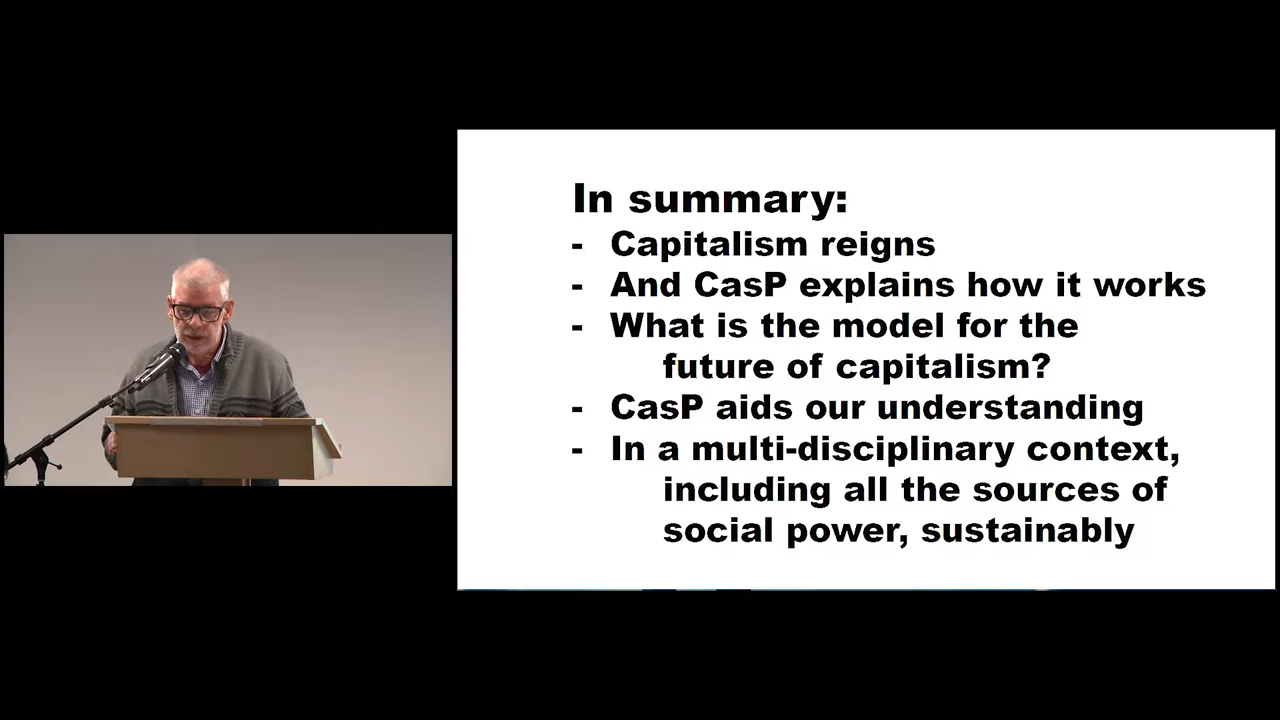 In summary:
- Capitalism reigns
- And CasP explains how it works
- What is the model for the
future of capitalism?
- CasP aids our understanding
- In a multi-disciplinary context,
including all the sources of
social power, sustainably